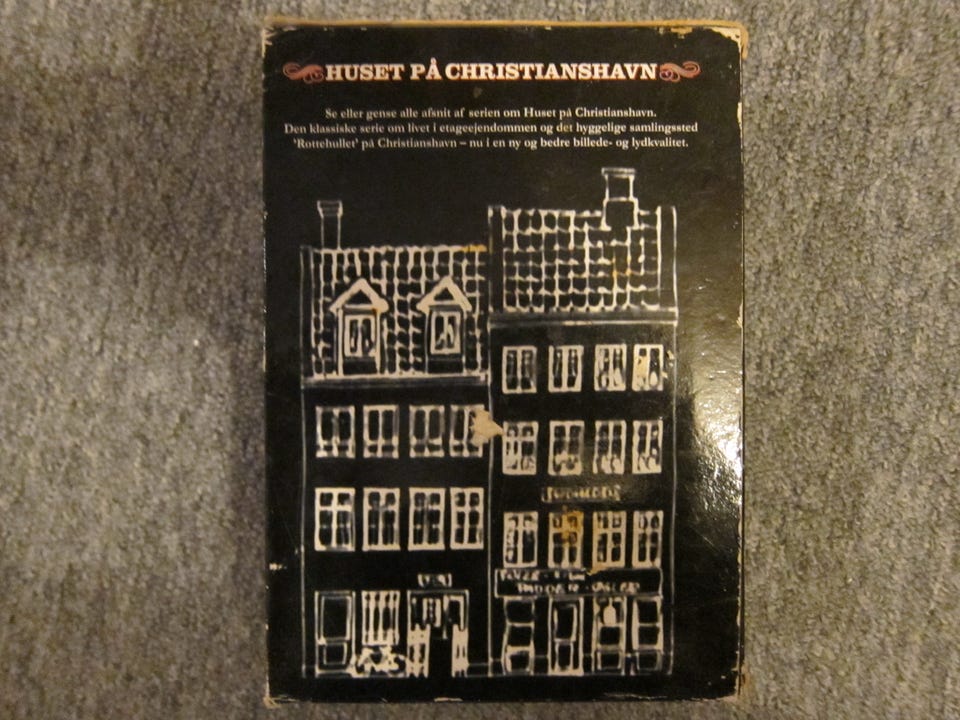 HUSET PÅ CHRISTIANSHAVN
Se eller gense alle afsnit af serien om Huset på Christianshavn.
Den klassiske serie om livet i etageejendommen og det hyggelige samlingssted
'Rottehullet' på Christianshavn – nu i en ny og bedre billede- og lydkvalitet.